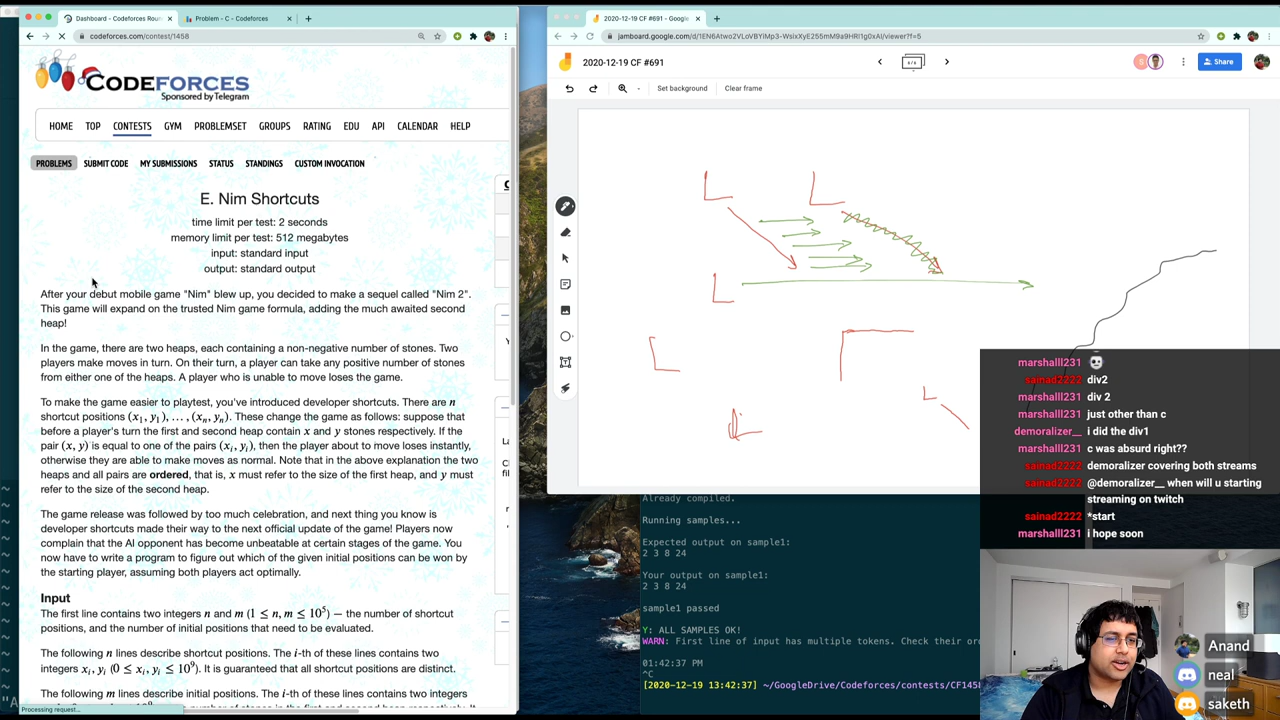 Dashboard - Codeforces Roun
Problem - C - Codeforces
codeforces.com/contest/1458
CODEFORCES
Sponsored by Telegram
HOME TOP CONTESTS GYM PROBLEMSET GROUPS RATING EDU API CALENDAR HELP
PROBLEMS SUBMIT CODE MY SUBMISSIONS STATUS STANDINGS CUSTOM INVOCATION
E. Nim Shortcuts
time limit per test: 2 seconds
memory limit per test: 512 megabytes
input: standard input
output: standard output
After your debut mobile game "Nim" blew up, you decided to make a sequel called "Nim 2".
This game will expand on the trusted Nim game formula, adding the much awaited second
heap!
In the game, there are two heaps, each containing a non-negative number of stones. Two
players make moves in turn. On their turn, a player can take any positive number of stones
from either one of the heaps. A player who is unable to move loses the game.
To make the game easier to playtest, you've introduced developer shortcuts. There are n
shortcut positions (x1, y1), …, (xn, yn). These change the game as follows: suppose that
before a player's turn the first and second heap contain x and y stones respectively. If the
pair (x, y) is equal to one of the pairs (xi, yi), then the player about to move loses instantly,
otherwise they are able to make moves as normal. Note that in the above explanation the two
heaps and all pairs are ordered, that is, x must refer to the size of the first heap, and y must
refer to the size of the second heap.
The game release was followed by too much celebration, and next thing you know is
developer shortcuts made their way to the next official update of the game! Players now
complain that the AI opponent has become unbeatable at certain stages of the game. You
now have to write a program to figure out which of the given initial positions can be won by
the starting player, assuming both players act optimally.
Input
The first line contains two integers n and m (1 ≤ n, m ≤ 10^5) — the number of shortcut
positions, and the number of initial positions that need to be evaluated.
The following n lines describe shortcut positions. The i-th of these lines contains two
integers xi, yi (0 ≤ xi, yi ≤ 10^9). It is guaranteed that all shortcut positions are distinct.
The following m lines describe initial positions. The i-th of these lines contains two integers
Processing request...
2020-12-19 CF #691 - Google
2020-12-19 CF #691
Share
Set background
Clear frame
Already compiled.
Running samples...
Expected output on sample1:
2 3 8 24
Your output on sample1:
2 3 8 24
sample1 passed
Y: ALL SAMPLES OK!
WARN: First line of input has multiple tokens. Check their or
01:42:37 PM
^C
[2020-12-19 13:42:37] ~/GoogleDrive/Codeforces/contests/CF145
marshalll231
sainad2222 div2
marshalll231 div 2
marshalll231 just other than c
demoralizer__ i did the div1
marshalll231 c was absurd right??
sainad2222 demoralizer covering both streams
sainad2222 @demoralizer__ when will u starting
streaming on twitch
sainad2222 *start
marshalll231 i hope soon
Anand
neal
saketh